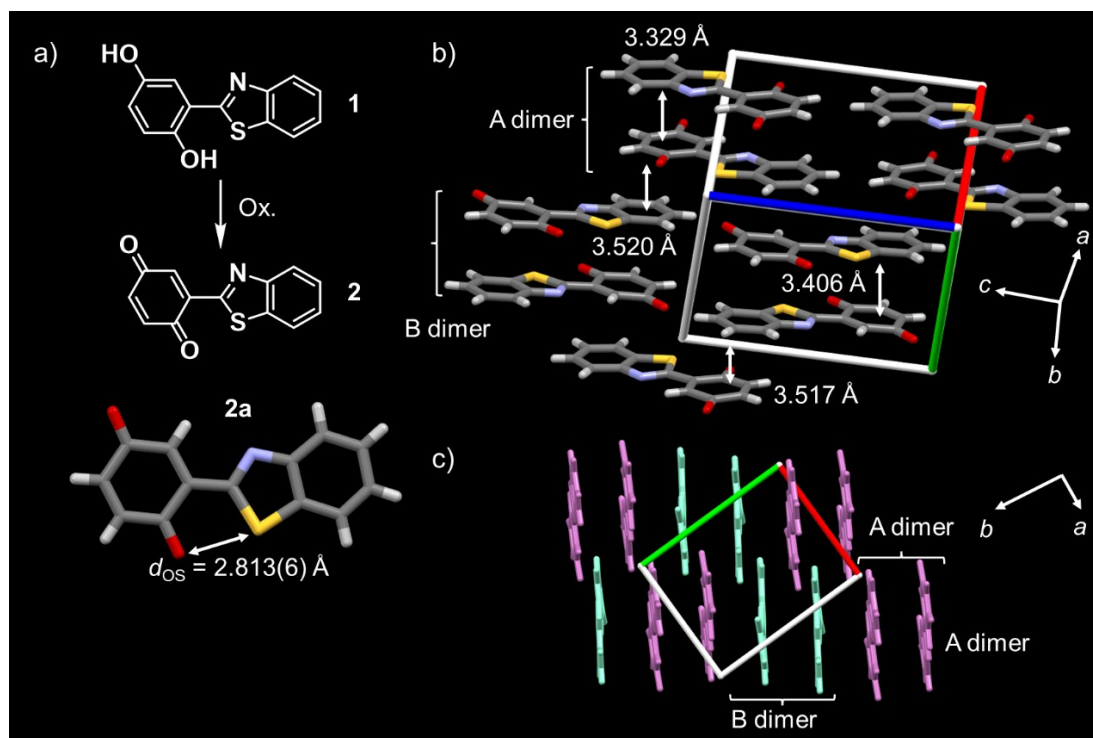 a)
HO
N
S
OH
1
Ox.
O
N
S
O
2
2a
dOS = 2.813(6) Å
b)
3.329 Å
A dimer
3.520 Å
B dimer
3.406 Å
3.517 Å
a
c
b
c)
b
a
A dimer
A dimer
B dimer